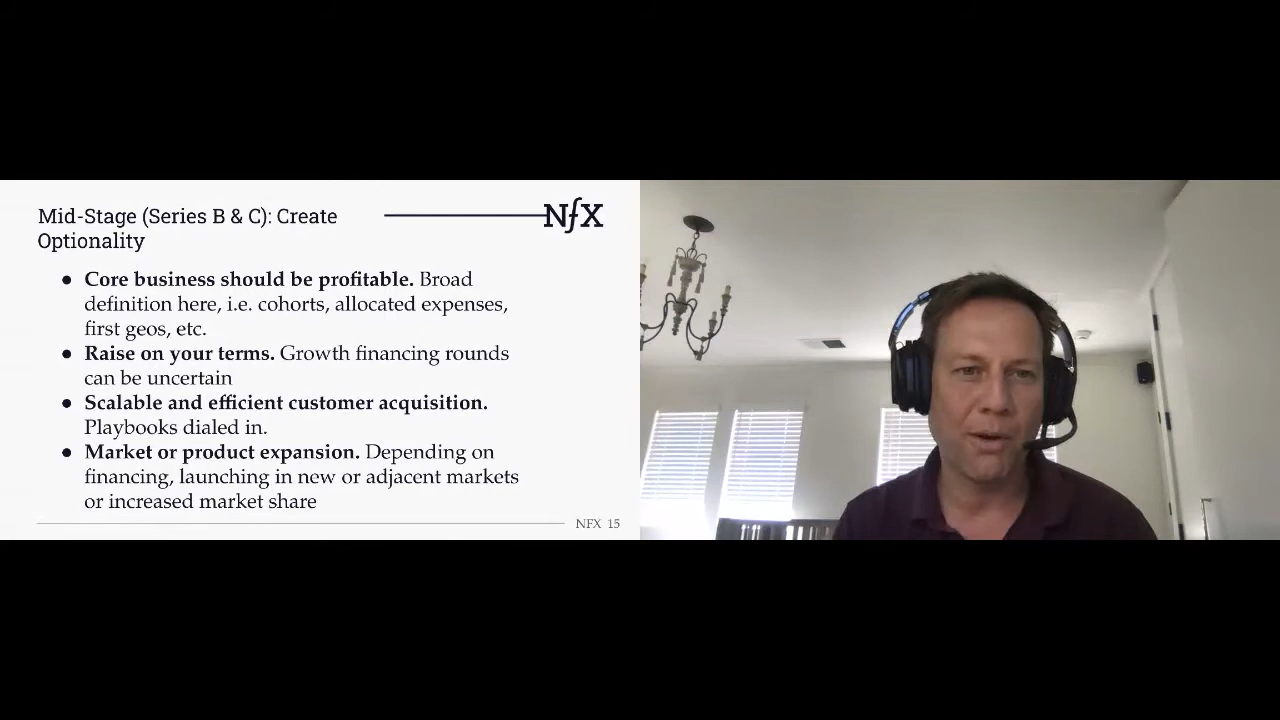 Mid-Stage (Series B & C): Create
Optionality
NfX
● Core business should be profitable. Broad
definition here, i.e. cohorts, allocated expenses,
first geos, etc.
● Raise on your terms. Growth financing rounds
can be uncertain
● Scalable and efficient customer acquisition.
Playbooks dialed in.
● Market or product expansion. Depending on
financing, launching in new or adjacent markets
or increased market share
NFX 15